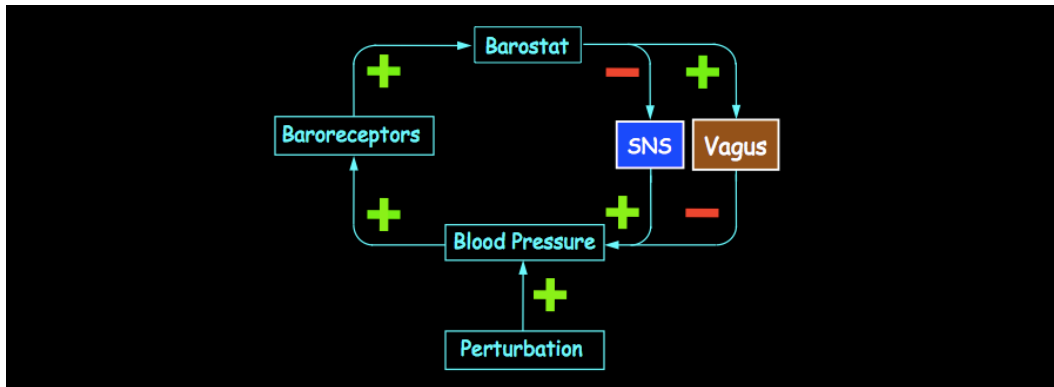 Barostat
Baroreceptors
SNS
Vagus
Blood Pressure
Perturbation